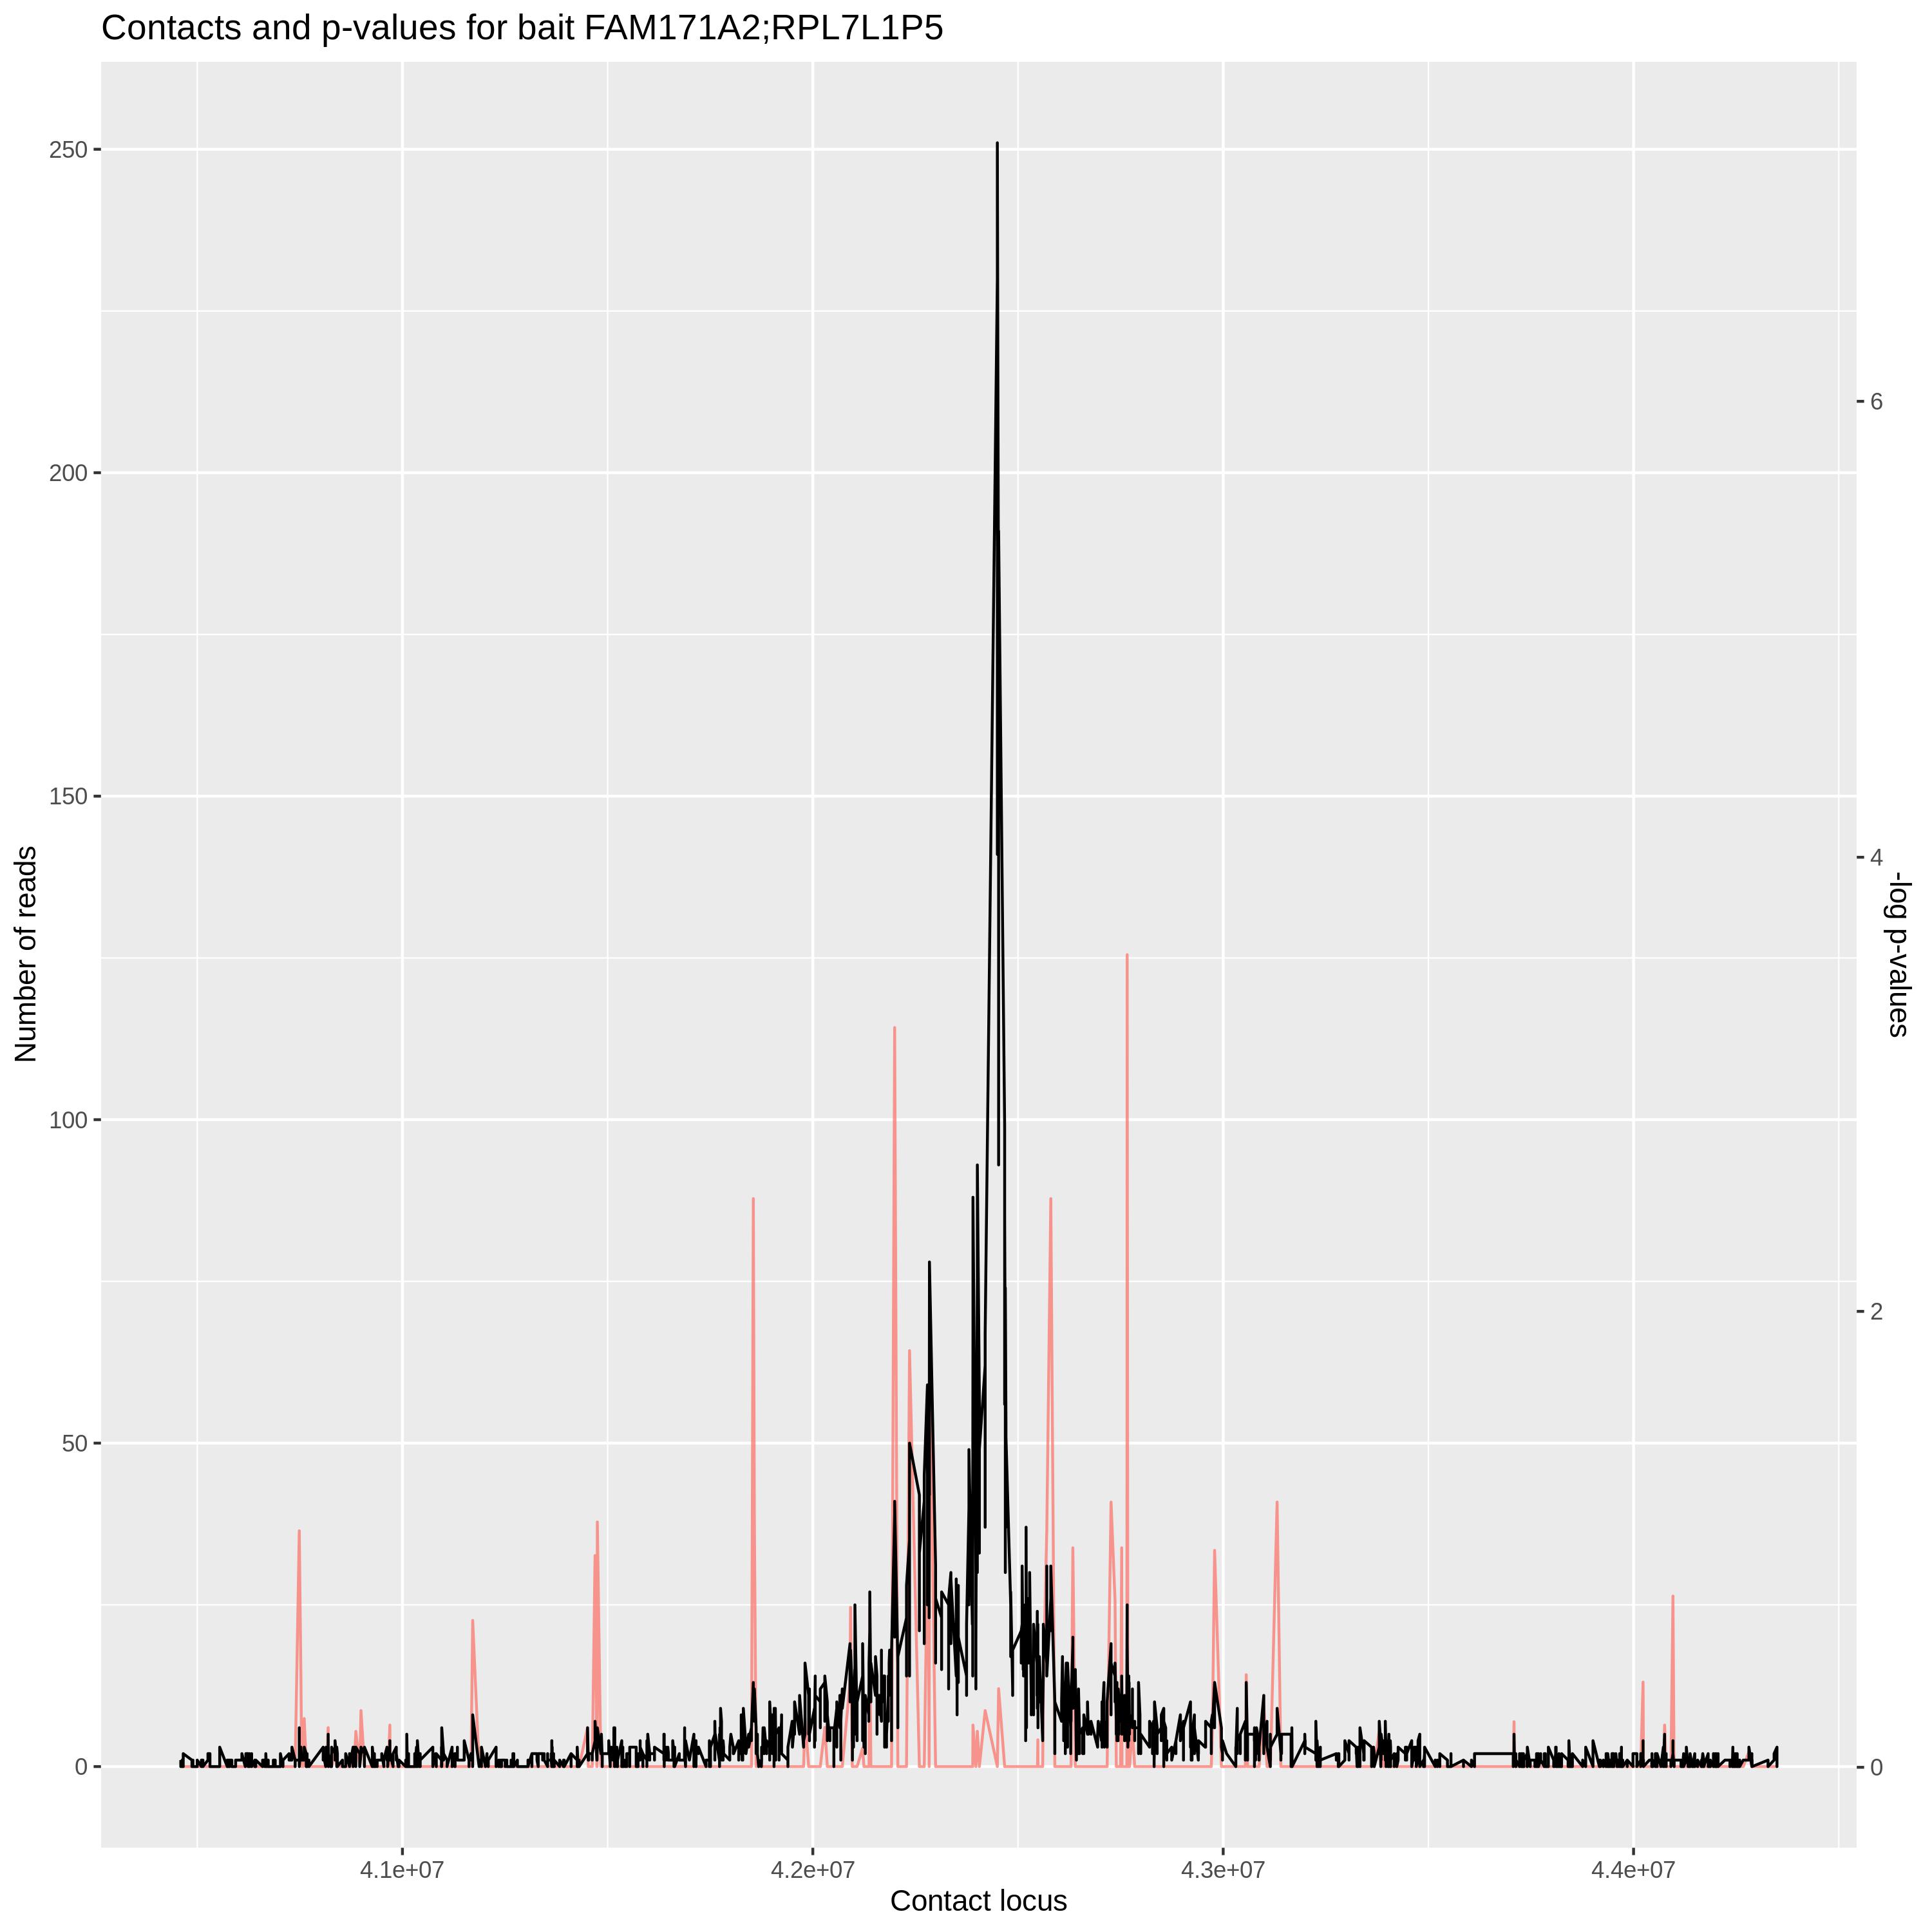 Contacts and p-values for bait FAM171A2;RPL7L1P5
250
200
150
100
50
0
Number of reads
6
4
2
0
-log p-values
4.1e+07
4.2e+07
4.3e+07
4.4e+07
Contact locus